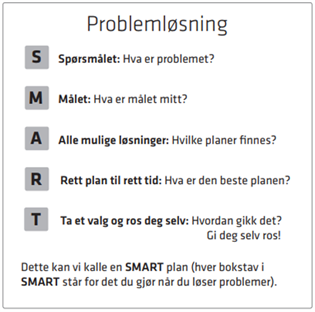 Problemløsning
S Spørsmålet: Hva er problemet?
M Målet: Hva er målet mitt?
A Alle mulige løsninger: Hvilke planer finnes?
R Rett plan til rett tid: Hva er den beste planen?
T Ta et valg og ros deg selv: Hvordan gikk det?
Gi deg selv ros!
Dette kan vi kalle en SMART plan (hver bokstav i
SMART står for det du gjør når du løser problemer).